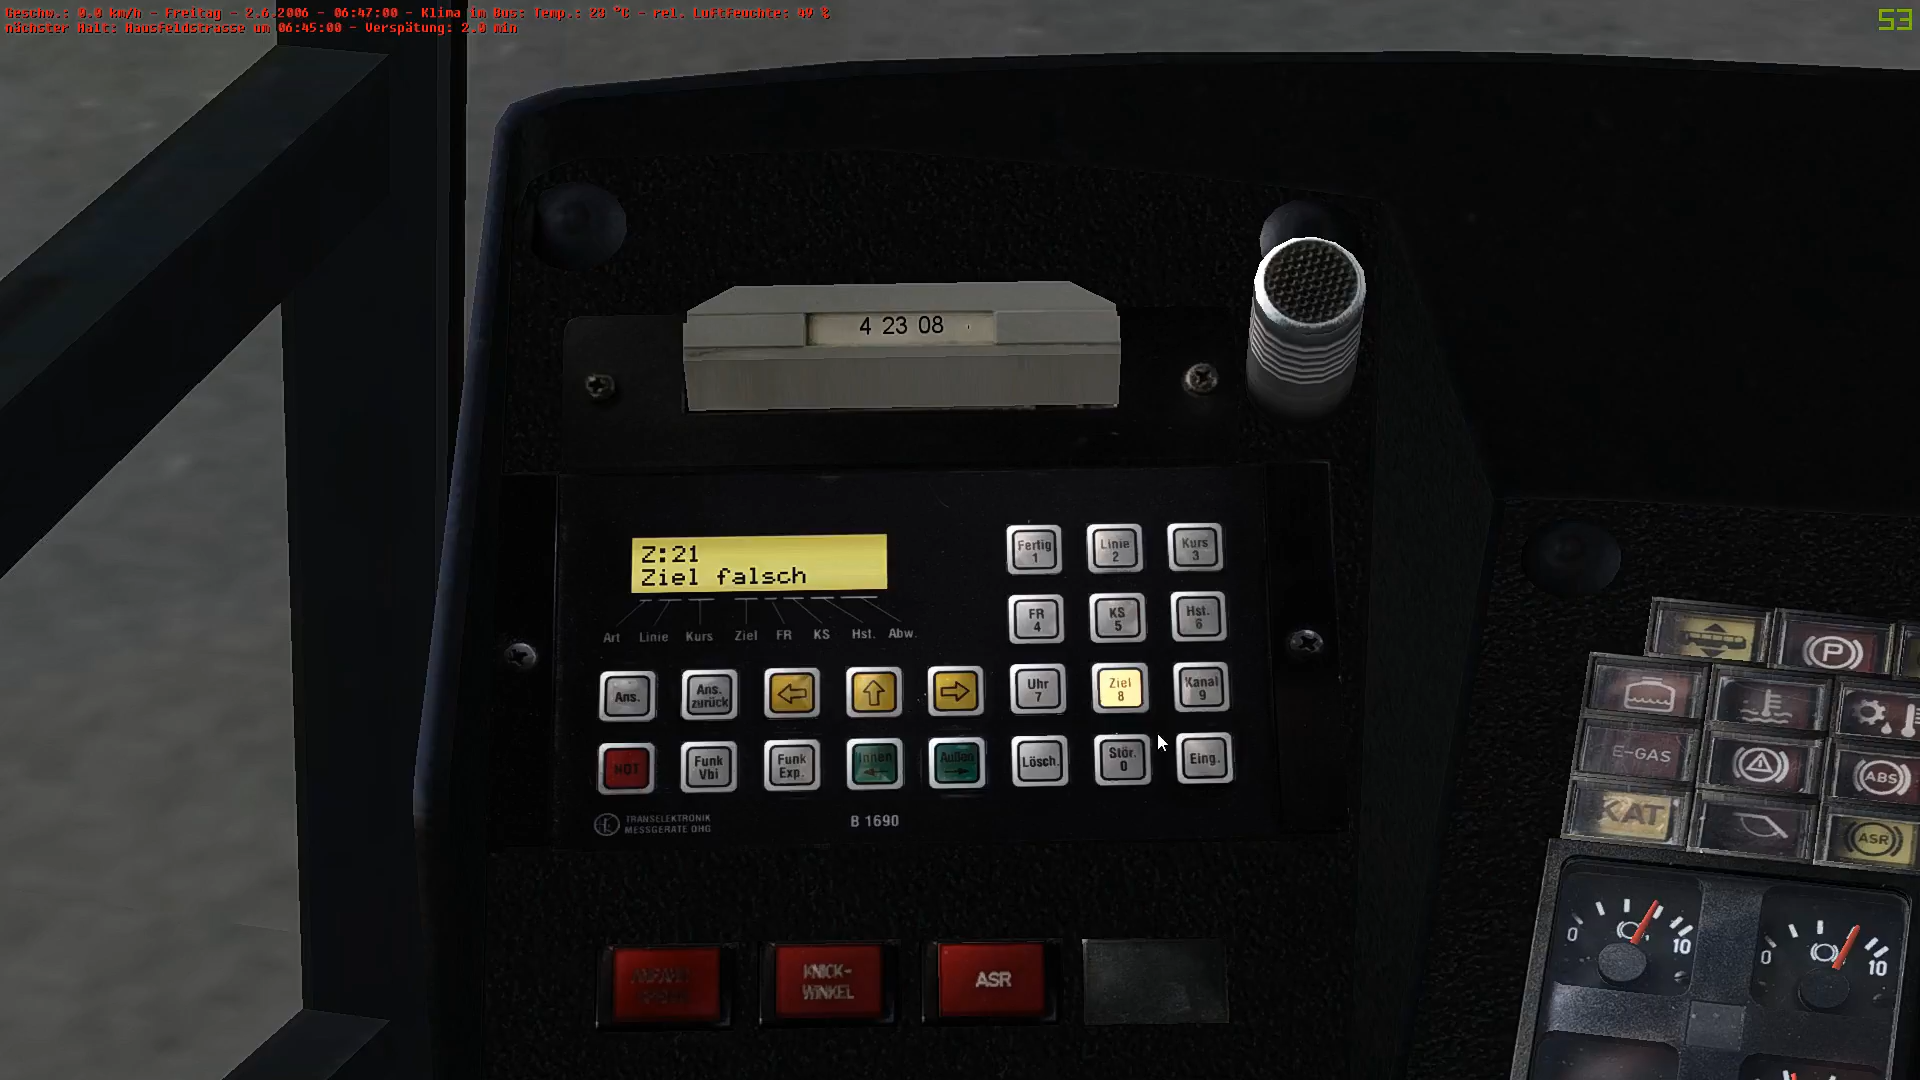 Geschw.: 0.0 km/h - Freitag - 2.6.2006 - 06:47:00 - Klima im Bus: Temp.: 23 °C - rel. Luftfeuchte: 49 %
nächster Halt: Hausfeldstrasse um 06:45:00 - Verspätung: 2.0 min
53
4 23 08
Z:21
Ziel falsch
Art Linie Kurs Ziel FR KS Hst. Abw.
Fertig 1
Linie 2
Kurs 3
FR 4
KS 5
Hst. 6
Ans.
Ans. zurück
Uhr 7
Ziel 8
Kanal 9
NOT
Funk Vbi
Funk Exp.
Innen
Außen
Lösch.
Stör. 0
Eing.
TRANSELEKTRONIK
MESSGERÄTE OHG
B 1690
KNICK-
WINKEL
ASR
P
E-GAS
ABS
KAT
ASR
0 10
0 10